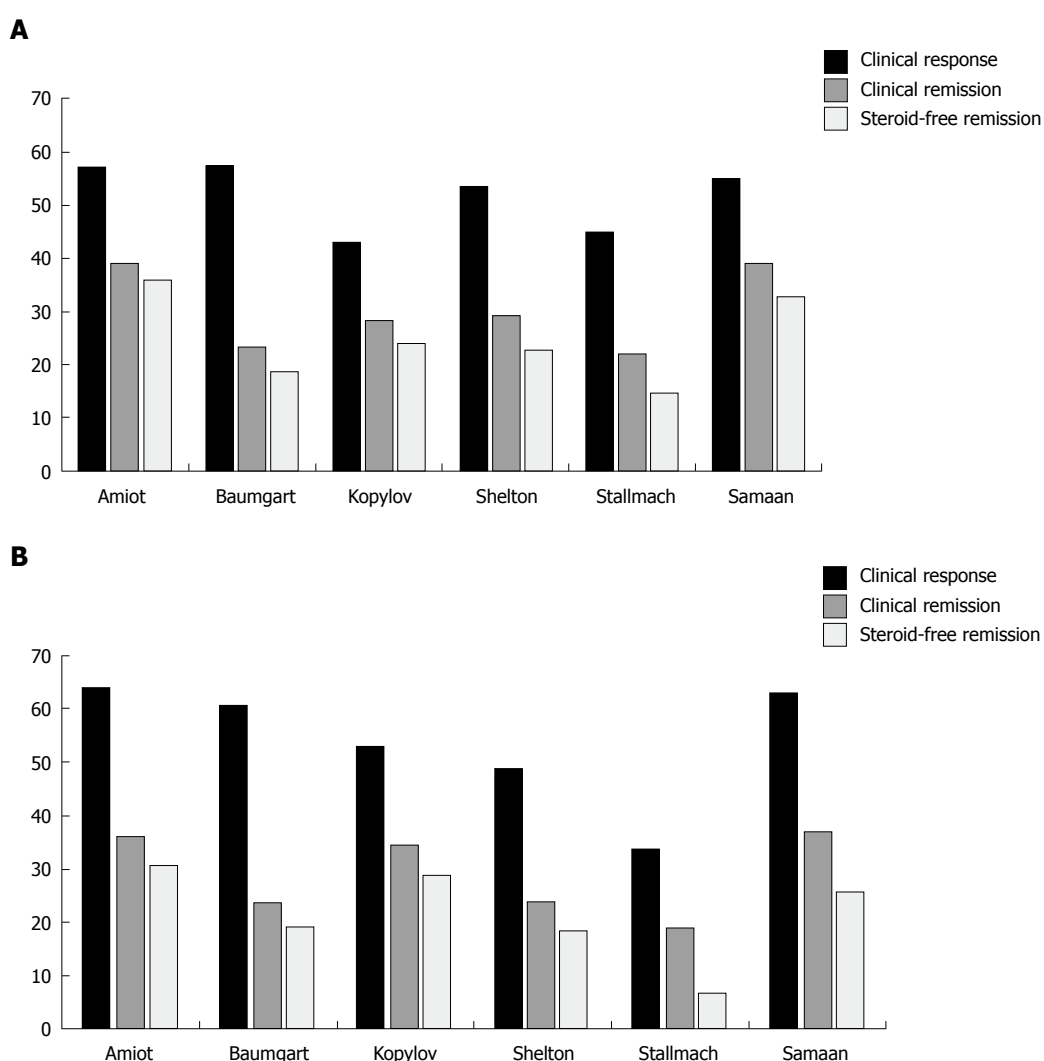 A
Clinical response
Clinical remission
Steroid-free remission
70
60
50
40
30
20
10
0
Amiot Baumgart Kopylov Shelton Stallmach Samaan
B
Clinical response
Clinical remission
Steroid-free remission
70
60
50
40
30
20
10
0
Amiot Baumgart Kopylov Shelton Stallmach Samaan